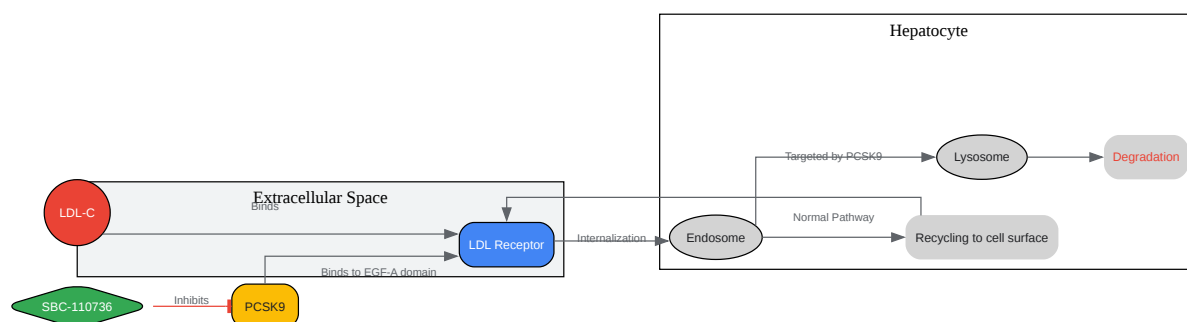 Hepatocyte
Targeted by PCSK9
Lysosome
Degradation
Extracellular Space
LDL-C
Binds
Normal Pathway
LDL Receptor
Internalization
Endosome
Recycling to cell surface
Binds to EGF-A domain
SBC-110736
Inhibits
PCSK9